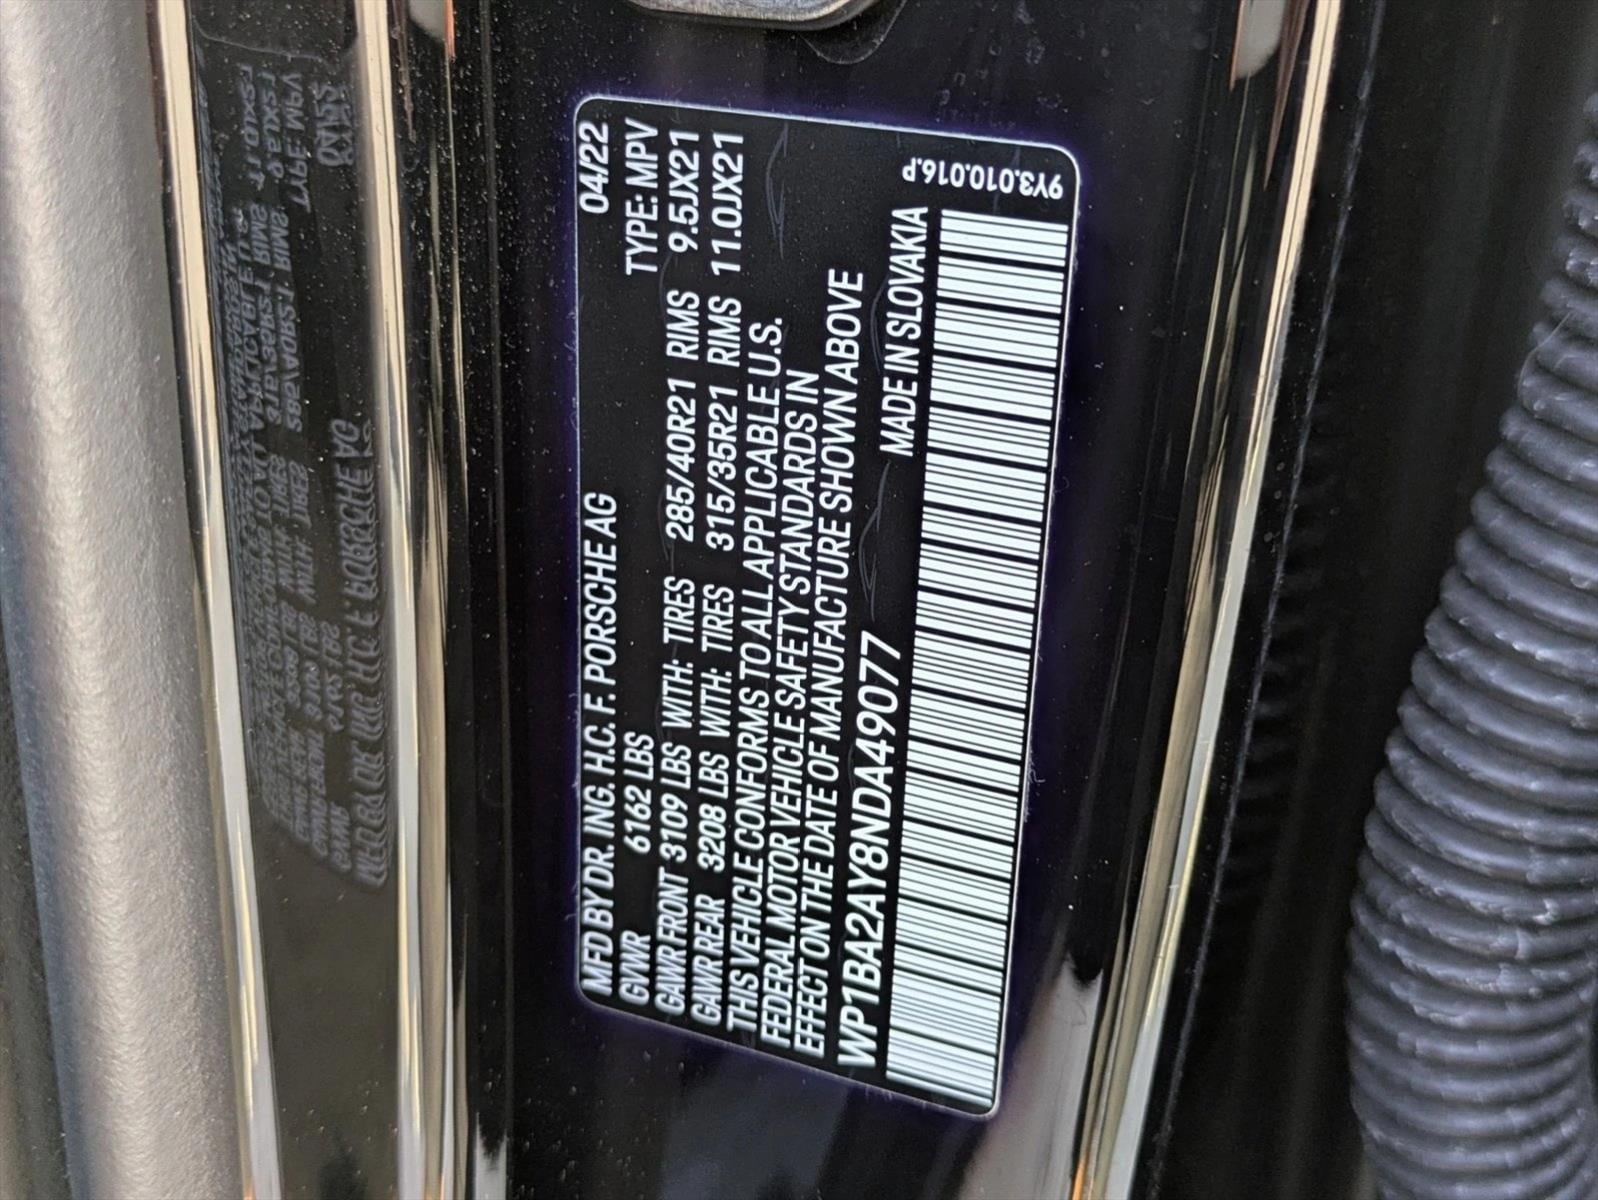 MFD BY DR. ING. H.C. F. PORSCHE AG 04/22
GVWR 6162 LBS TYPE: MPV
GAWR FRONT 3109 LBS WITH: TIRES 285/40R21 RIMS 9.5JX21
GAWR REAR 3208 LBS WITH: TIRES 315/35R21 RIMS 11.0JX21
THIS VEHICLE CONFORMS TO ALL APPLICABLE U.S.
FEDERAL MOTOR VEHICLE SAFETY STANDARDS IN
EFFECT ON THE DATE OF MANUFACTURE SHOWN ABOVE
WP1BA2AY8NDA49077 MADE IN SLOVAKIA
9Y3.010.016.P